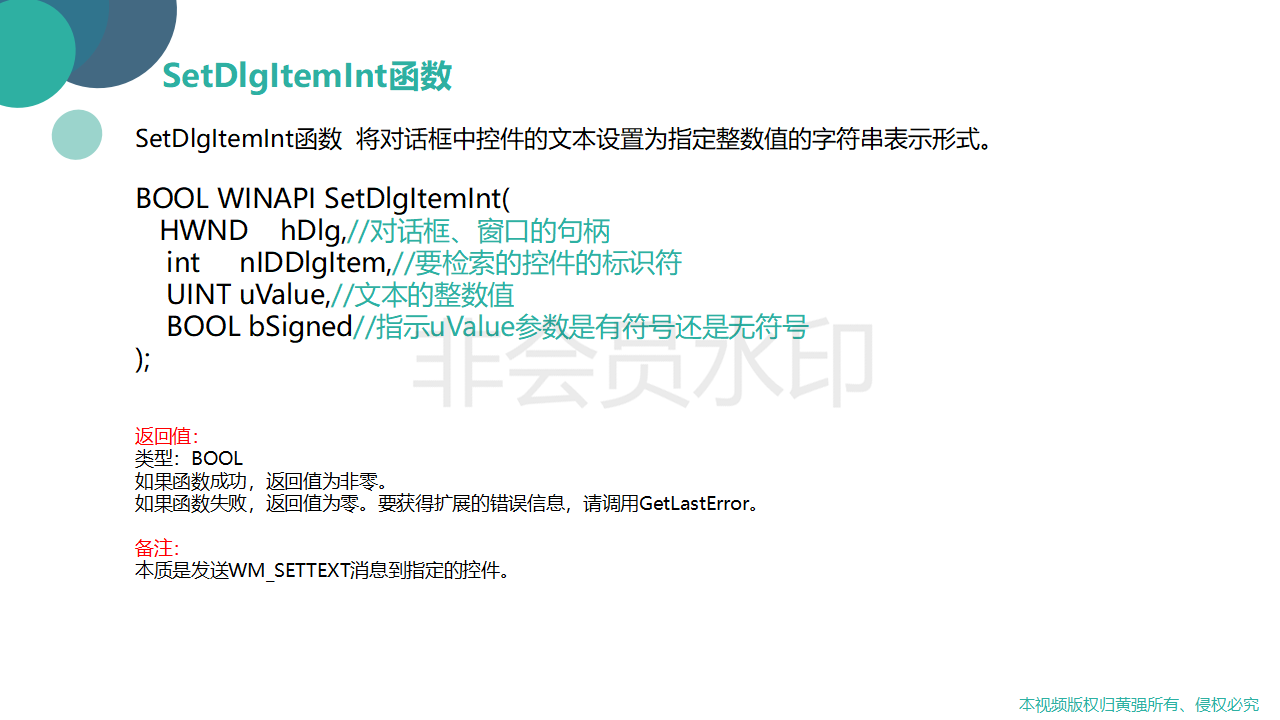 SetDlgItemInt函数
SetDlgItemInt函数  将对话框中控件的文本设置为指定整数值的字符串表示形式。
BOOL WINAPI SetDlgItemInt(
HWND    hDlg,//对话框、窗口的句柄
int     nIDDlgItem,//要检索的控件的标识符
UINT uValue,//文本的整数值
BOOL bSigned//指示uValue参数是有符号还是无符号
);
非会员水印
返回值：
类型：BOOL
如果函数成功，返回值为非零。
如果函数失败，返回值为零。要获得扩展的错误信息，请调用GetLastError。
备注：
本质是发送WM_SETTEXT消息到指定的控件。
本视频版权归黄强所有、侵权必究